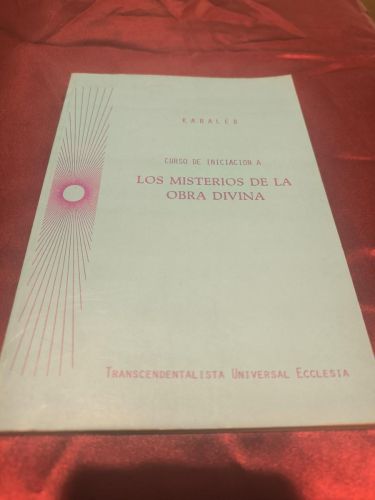 KABALEB
CURSO DE INICIACION A
LOS MISTERIOS DE LA
OBRA DIVINA
TRANSCENDENTALISTA UNIVERSAL ECCLESIA